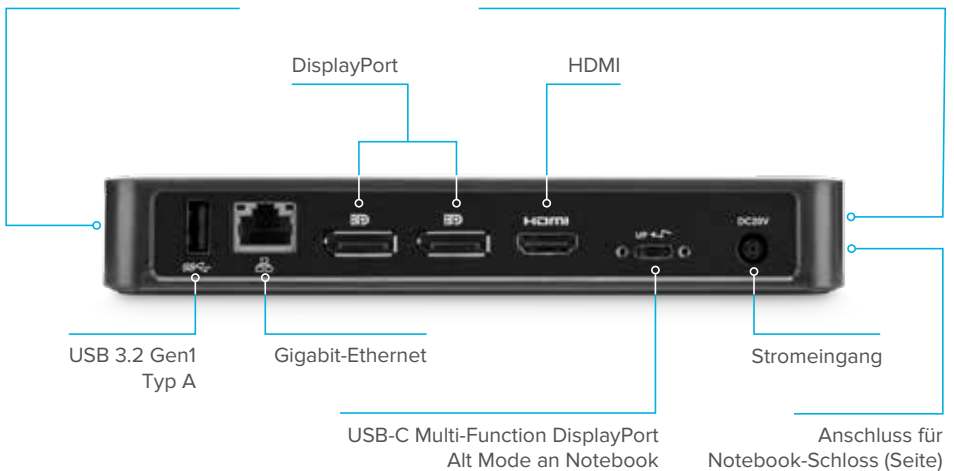 DisplayPort
HDMI
HDMI
DC20V
USB 3.2 Gen1
Typ A
Gigabit-Ethernet
Stromeingang
USB-C Multi-Function DisplayPort
Alt Mode an Notebook
Anschluss für
Notebook-Schloss (Seite)